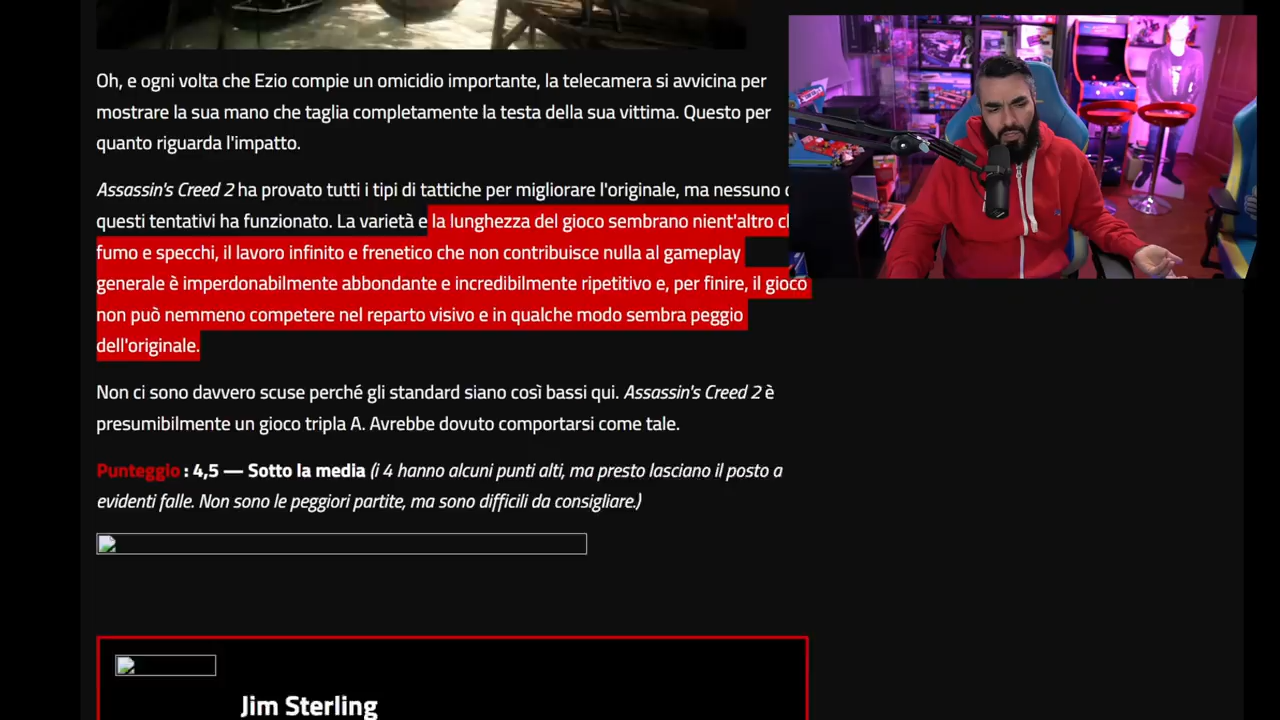 Oh, e ogni volta che Ezio compie un omicidio importante, la telecamera si avvicina per
mostrare la sua mano che taglia completamente la testa della sua vittima. Questo per
quanto riguarda l'impatto.
Assassin's Creed 2 ha provato tutti i tipi di tattiche per migliorare l'originale, ma nessuno
questi tentativi ha funzionato. La varietà e la lunghezza del gioco sembrano nient'altro
fumo e specchi, il lavoro infinito e frenetico che non contribuisce nulla al gameplay
generale è imperdonabilmente abbondante e incredibilmente ripetitivo e, per finire, il gioco
non può nemmeno competere nel reparto visivo e in qualche modo sembra peggio
dell'originale.
Non ci sono davvero scuse perché gli standard siano così bassi qui. Assassin's Creed 2 è
presumibilmente un gioco tripla A. Avrebbe dovuto comportarsi come tale.
Punteggio : 4,5 — Sotto la media (i 4 hanno alcuni punti alti, ma presto lasciano il posto a
evidenti falle. Non sono le peggiori partite, ma sono difficili da consigliare.)
Jim Sterling